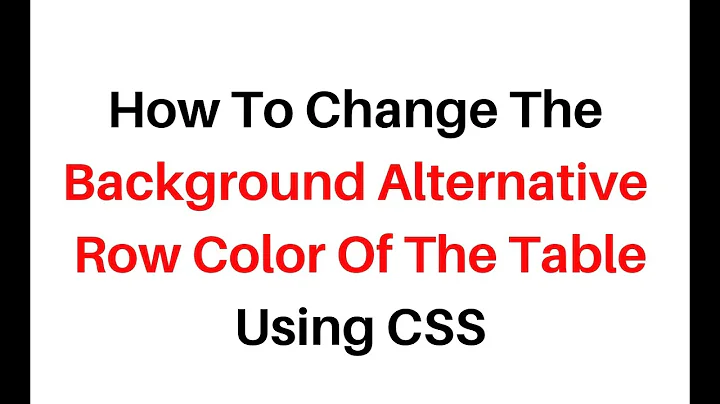 How To Change The
Background Alternative
Row Color Of The Table
Using CSS